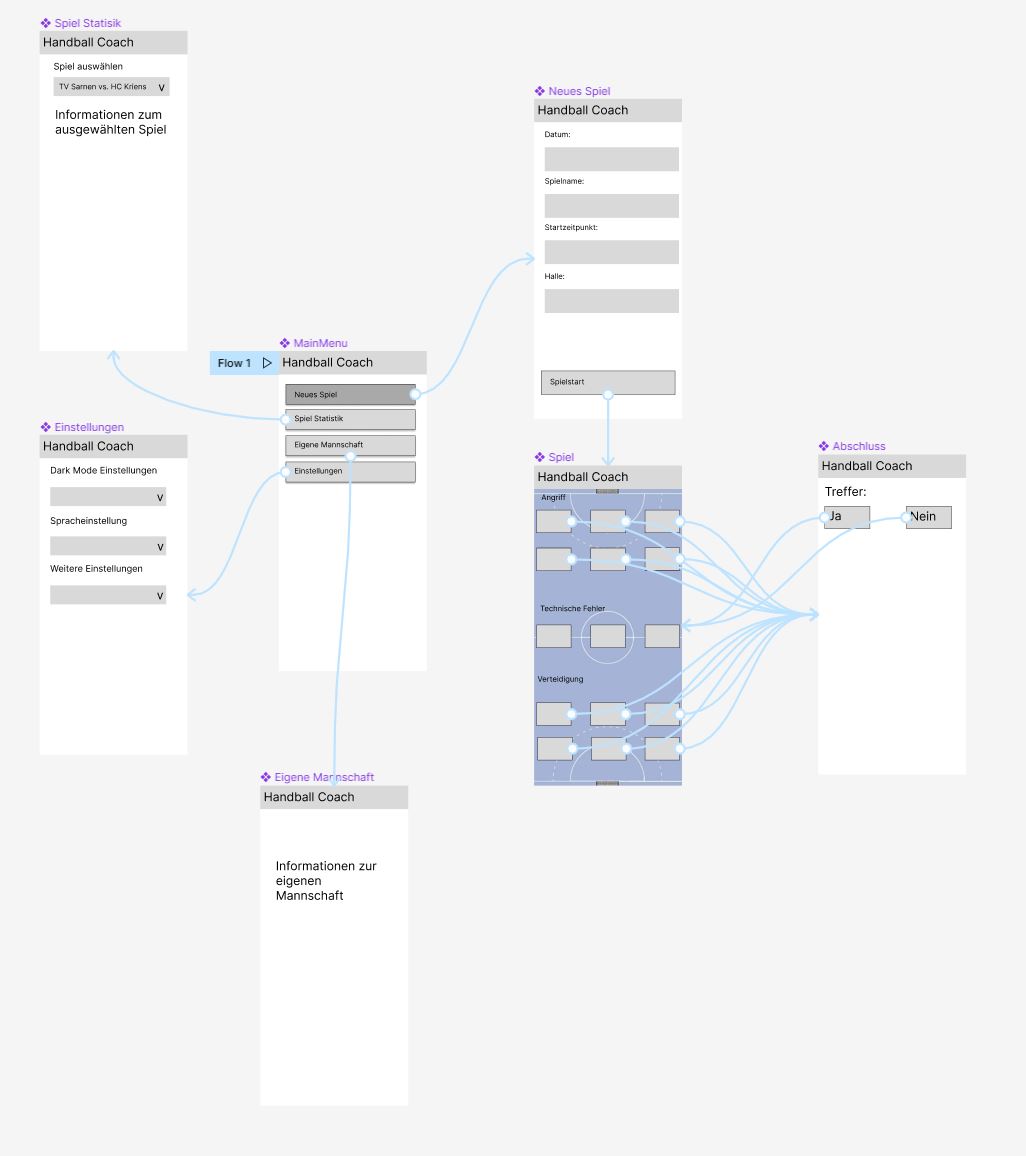 Spiel Statisik
Handball Coach
Spiel auswählen
TV Sarnen vs. HC Kriens v
Informationen zum
ausgewählten Spiel
Neues Spiel
Handball Coach
Datum:
Spielname:
Startzeitpunkt:
Halle:
Spielstart
MainMenu
Flow 1
Handball Coach
Neues Spiel
Spiel Statistik
Eigene Mannschaft
Einstellungen
Einstellungen
Handball Coach
Dark Mode Einstellungen
v
Spracheinstellung
v
Weitere Einstellungen
v
Spiel
Handball Coach
Angriff
Technische Fehler
Verteidigung
Abschluss
Handball Coach
Treffer:
Ja Nein
Eigene Mannschaft
Handball Coach
Informationen zur
eigenen
Mannschaft